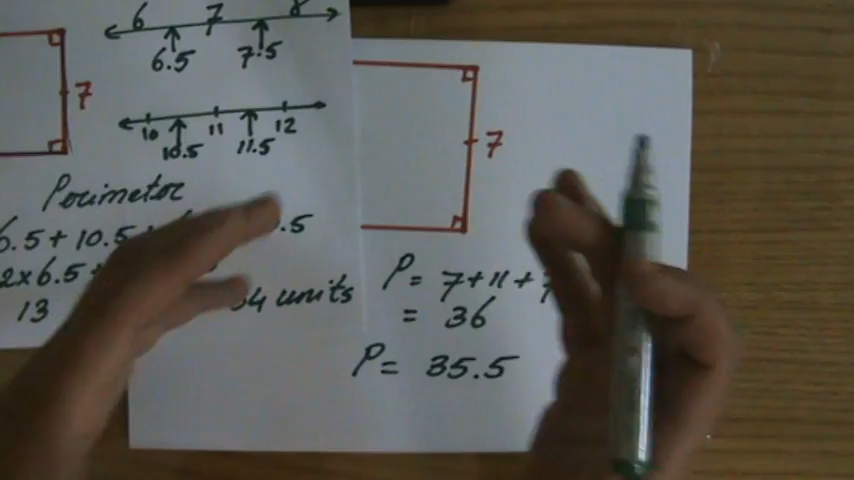 6 7 8
6.5 7.5
7
10 11 12
10.5 11.5
Perimeter
6.5 + 10.5 + .5
2x6.5 +
13 34 units
7
P = 7 + 11 + 7
= 36
P = 35.5